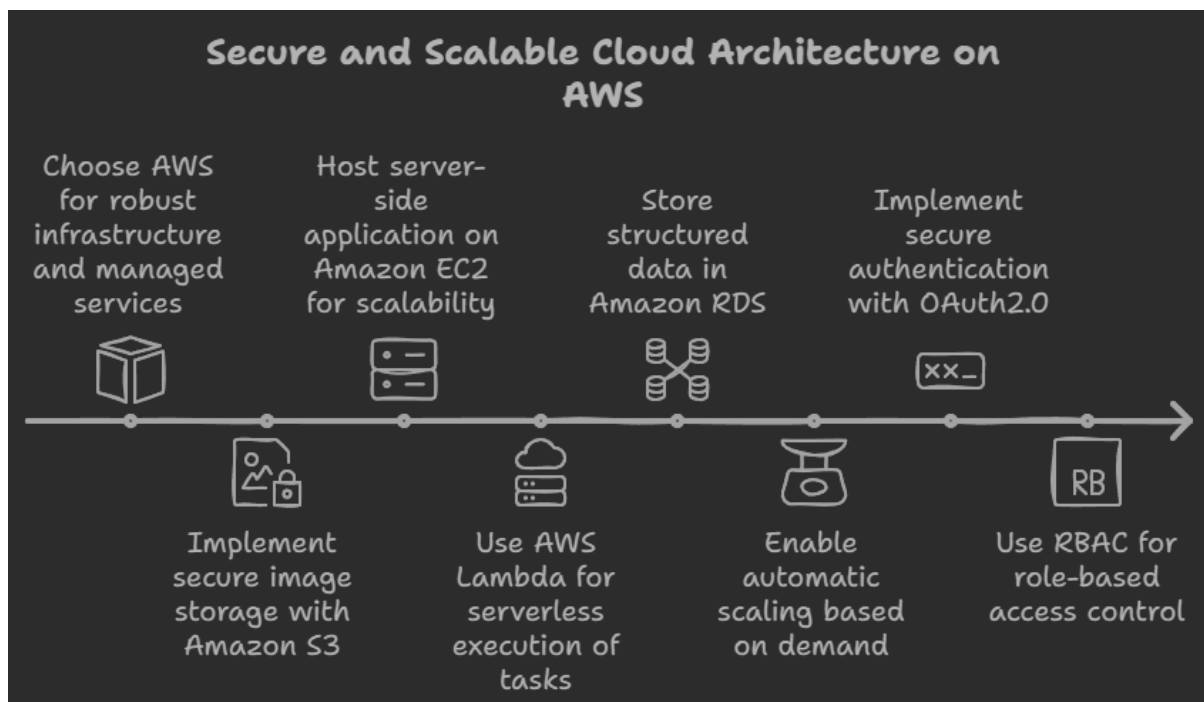 Secure and Scalable Cloud Architecture on
AWS
Choose AWS
for robust
infrastructure
and managed
services
Implement
secure image
storage with
Amazon S3
Host server-
side
application on
Amazon EC2
for scalability
Use AWS
Lambda for
serverless
execution of
tasks
Store
structured
data in
Amazon RDS
Enable
automatic
scaling based
on demand
Implement
secure
authentication
with OAuth2.0
××_
RB
Use RBAC for
role-based
access control